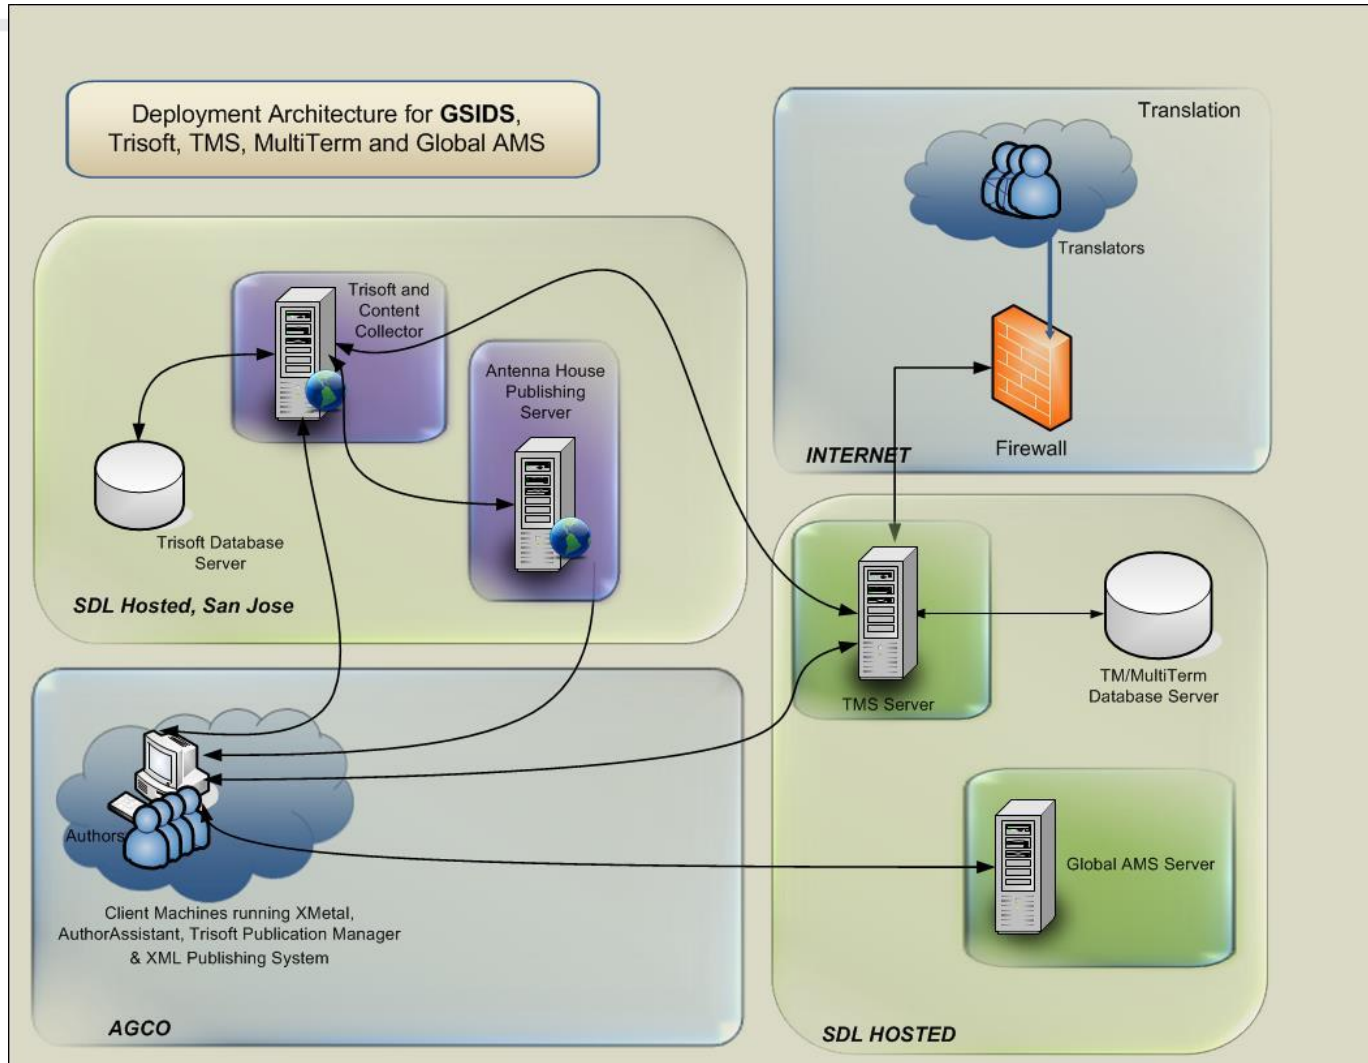 Deployment Architecture for GSIDS,
Trisoft, TMS, MultiTerm and Global AMS
Translation
Translators
Firewall
INTERNET
Trisoft and
Content
Collector
Antenna House
Publishing
Server
Trisoft Database
Server
SDL Hosted, San Jose
TMS Server
TM/MultiTerm
Database Server
Global AMS Server
SDL HOSTED
Authors
Client Machines running XMetal,
AuthorAssistant, Trisoft Publication Manager
& XML Publishing System
AGCO